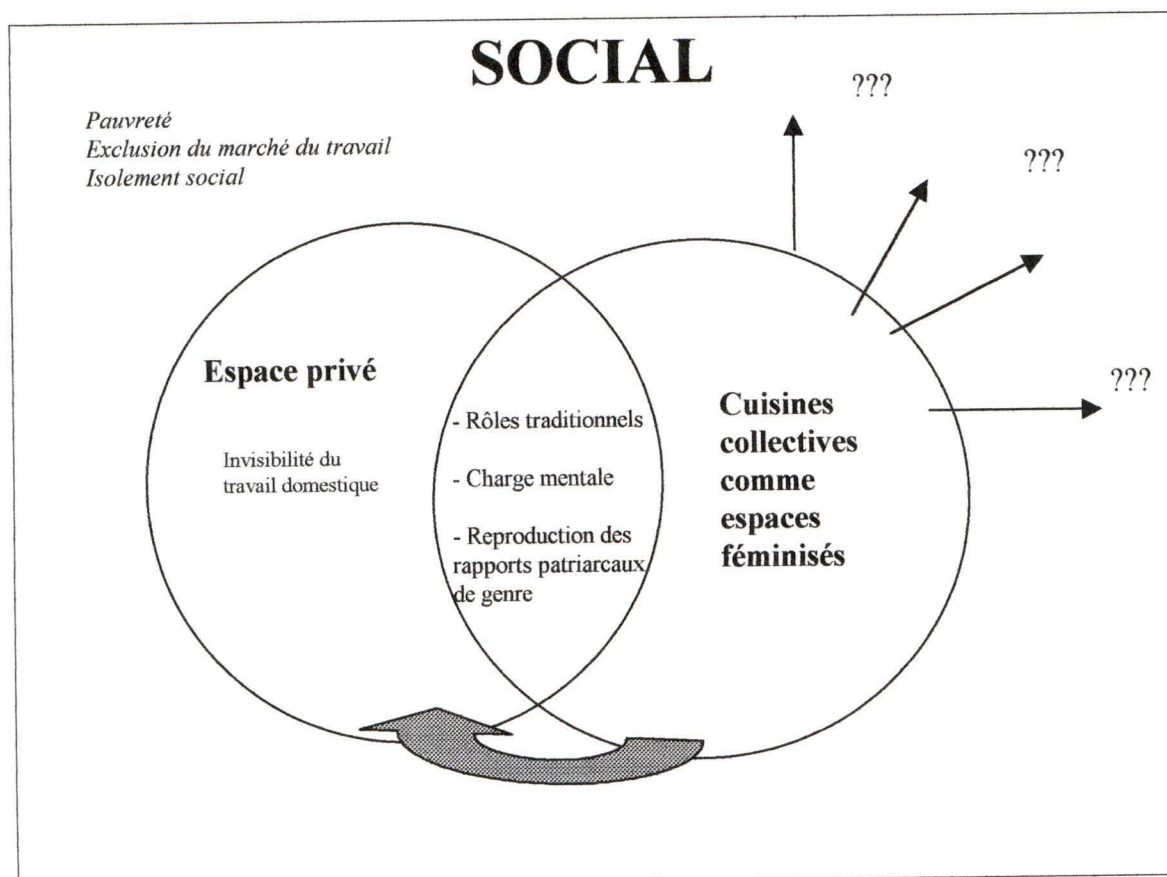 SOCIAL
???
Pauvreté
Exclusion du marché du travail
Isolement social
???
???
Espace privé
Invisibilité du
travail domestique
- Rôles traditionnels
- Charge mentale
- Reproduction des
rapports patriarcaux
de genre
Cuisines
collectives
comme
espaces
féminisés